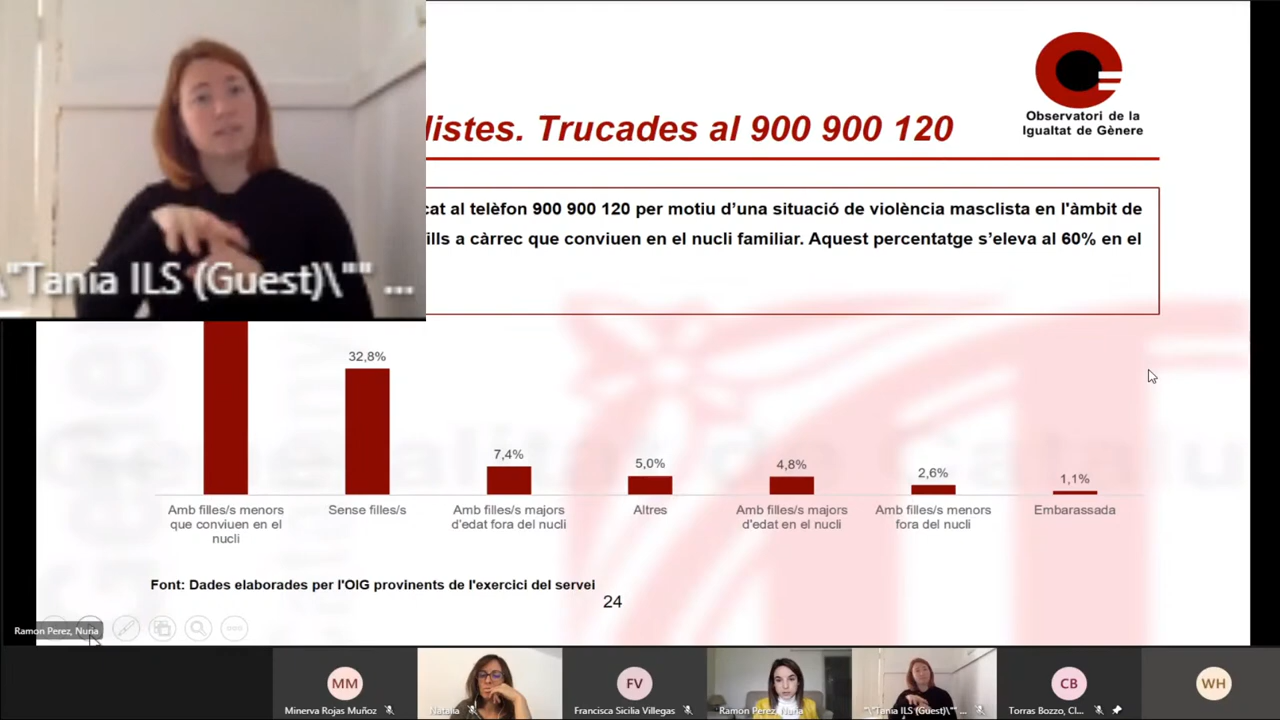 Observatori de la
Igualtat de Gènere
listes. Trucades al 900 900 120
cat al telèfon 900 900 120 per motiu d'una situació de violència masclista en l'àmbit de
ills a càrrec que conviuen en el nucli familiar. Aquest percentatge s'eleva al 60% en el
\"Tania ILS (Guest)\"" ...
32,8%
7,4%
5,0%
4,8%
2,6%
1,1%
Amb filles/s menors
que conviuen en el
nucli
Sense filles/s
Amb filles/s majors
d'edat fora del nucli
Altres
Amb filles/s majors
d'edat en el nucli
Amb filles/s menors
fora del nucli
Embarassada
Font: Dades elaborades per l'OIG provinents de l'exercici del servei
24
Ramon Perez, Nuria
MM
Minerva Rojas Muñoz
Natalia
FV
Francisca Sicilia Villegas
Ramon Perez, Nuria
\"Tania ILS (Guest)\"" ...
CB
Torras Bozzo, Cl...
WH